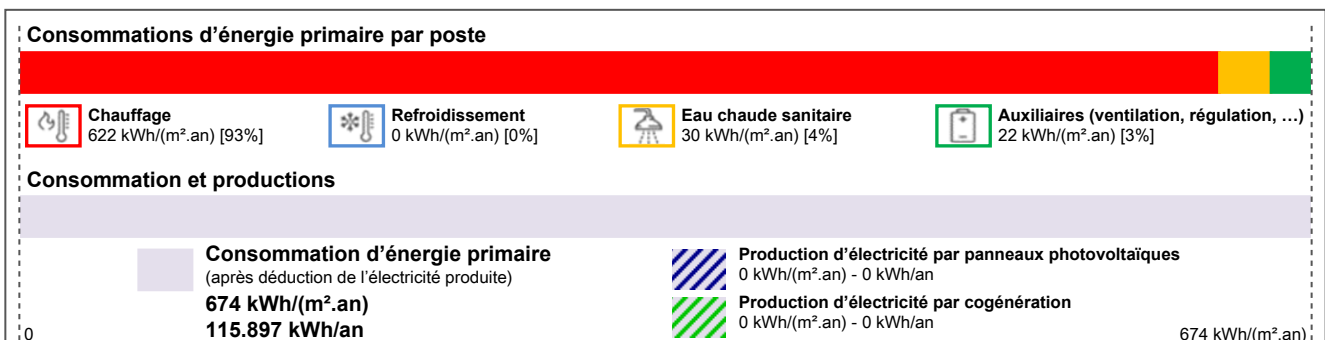 Consommations d’énergie primaire par poste
Chauffage
622 kWh/(m².an) [93%]
Refroidissement
0 kWh/(m².an) [0%]
Eau chaude sanitaire
30 kWh/(m².an) [4%]
Auxiliaires (ventilation, régulation, …)
22 kWh/(m².an) [3%]
Consommation et productions
Consommation d’énergie primaire
(après déduction de l’électricité produite)
674 kWh/(m².an)
115.897 kWh/an
Production d’électricité par panneaux photovoltaïques
0 kWh/(m².an) - 0 kWh/an
Production d’électricité par cogénération
0 kWh/(m².an) - 0 kWh/an
0
674 kWh/(m².an)